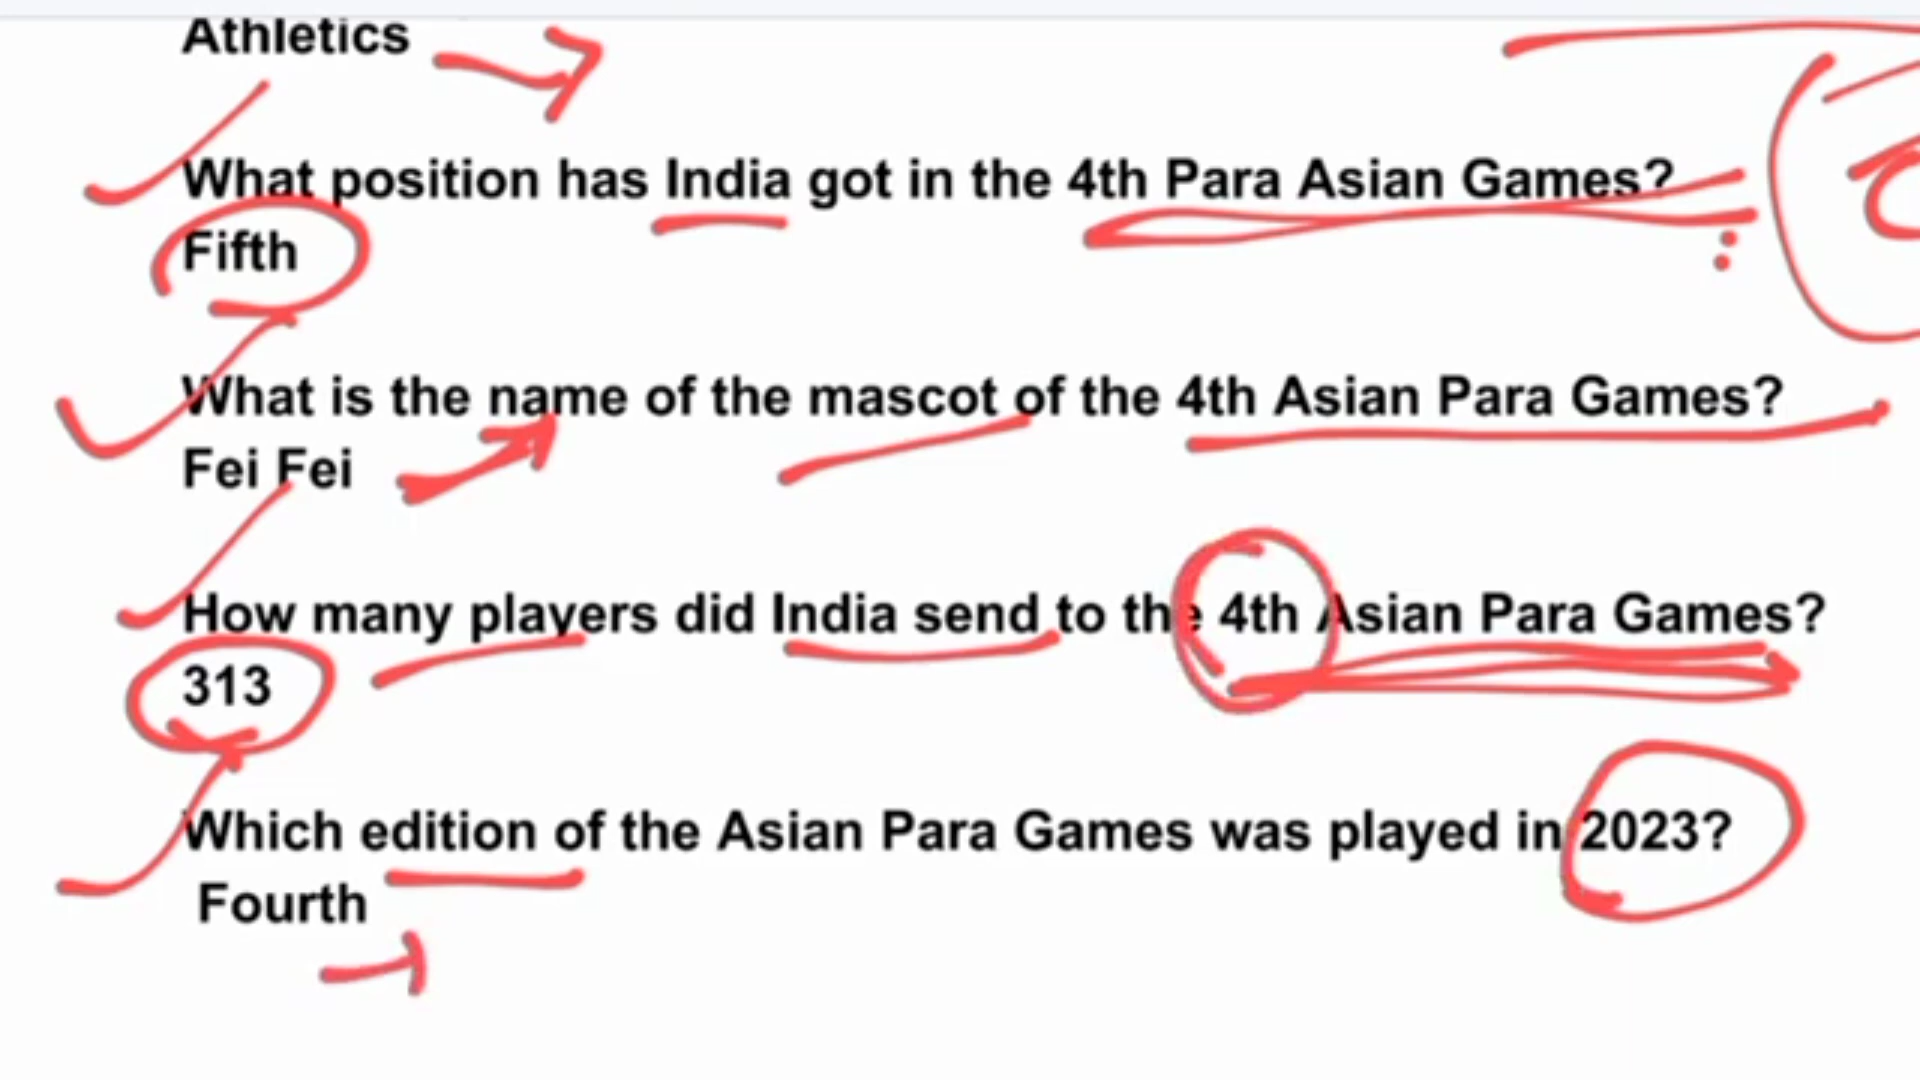 Athletics
What position has India got in the 4th Para Asian Games?
Fifth
What is the name of the mascot of the 4th Asian Para Games?
Fei Fei
How many players did India send to the 4th Asian Para Games?
313
Which edition of the Asian Para Games was played in 2023?
Fourth